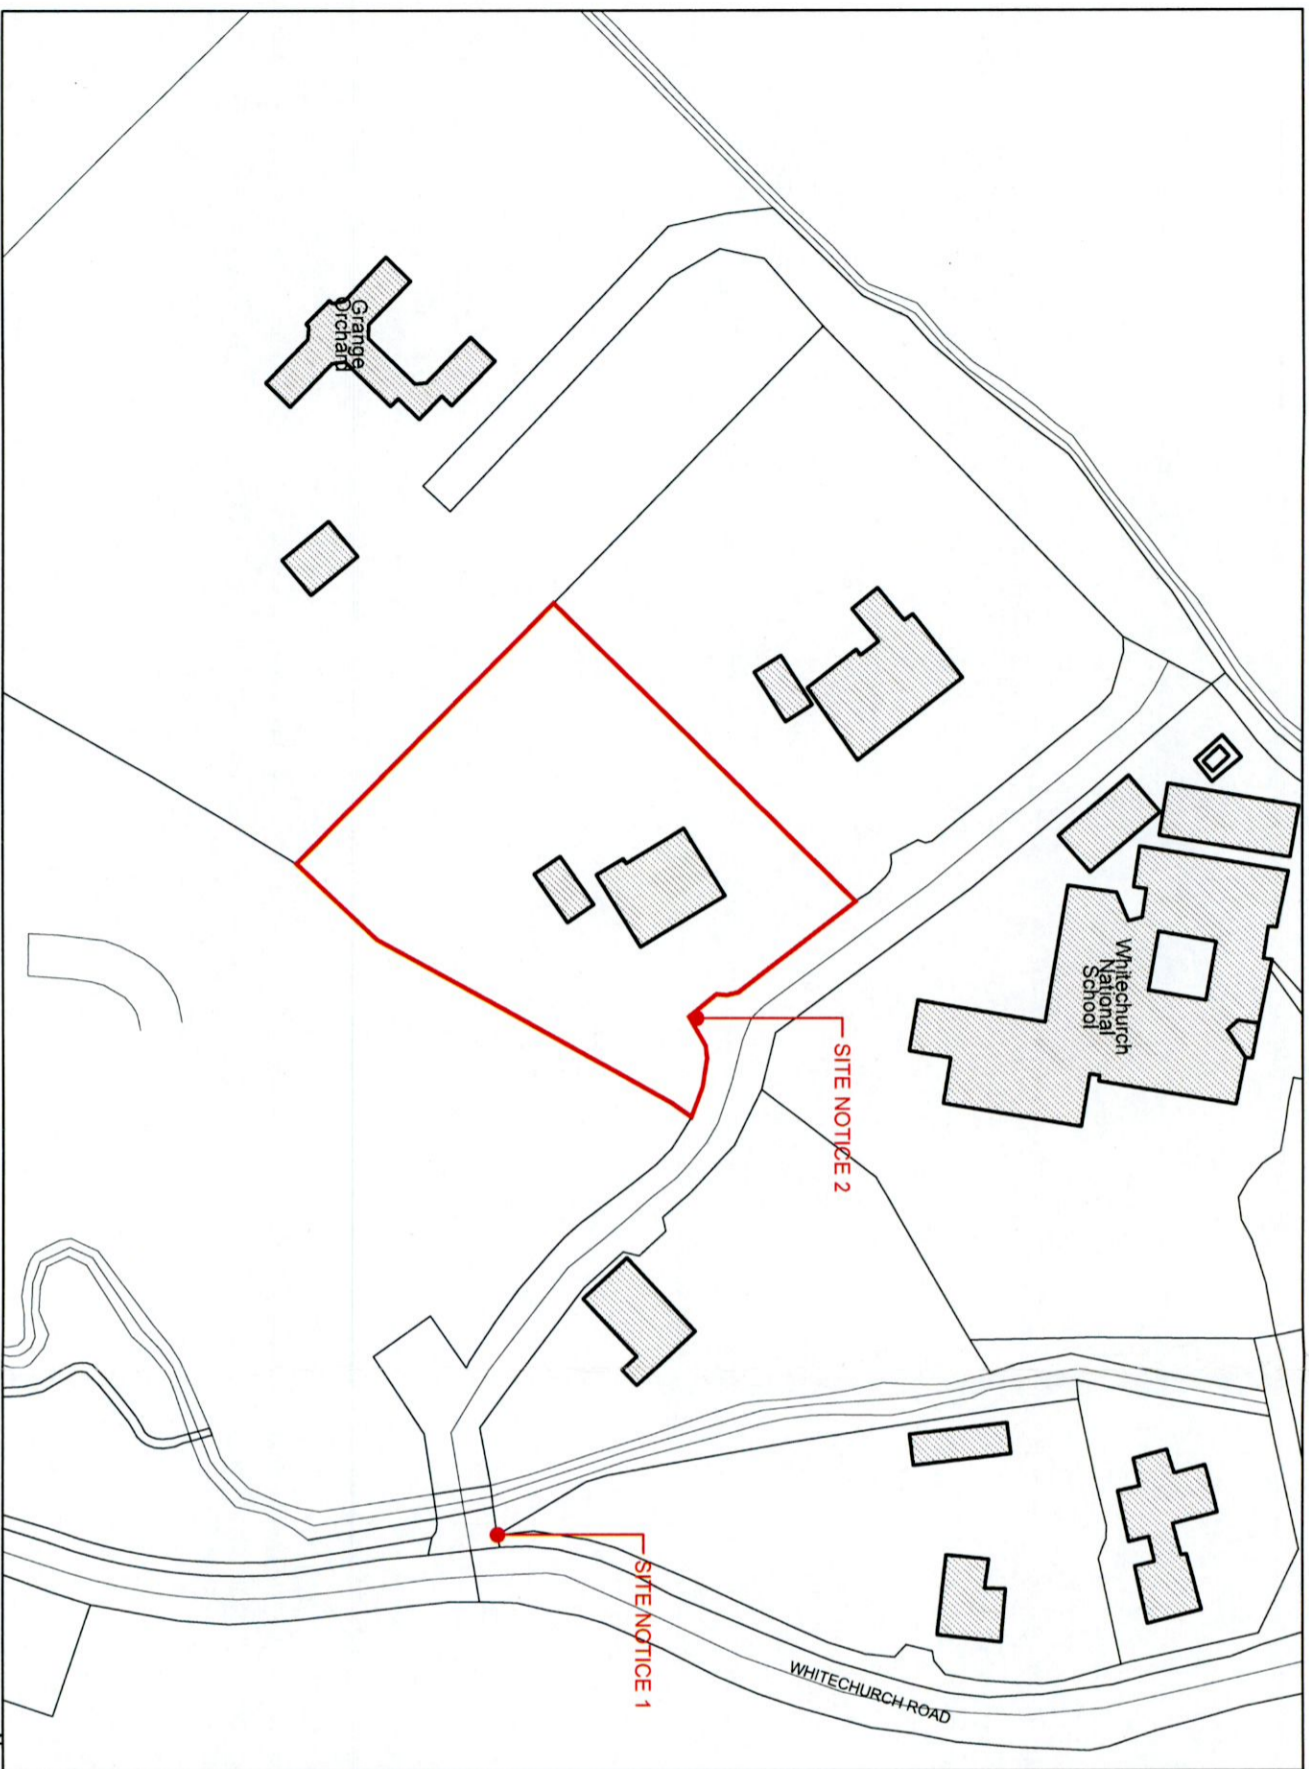 Grange
Orchard
Whitechurch
National
School
SITE NOTICE 2
SITE NOTICE 1
WHITECHURCH ROAD